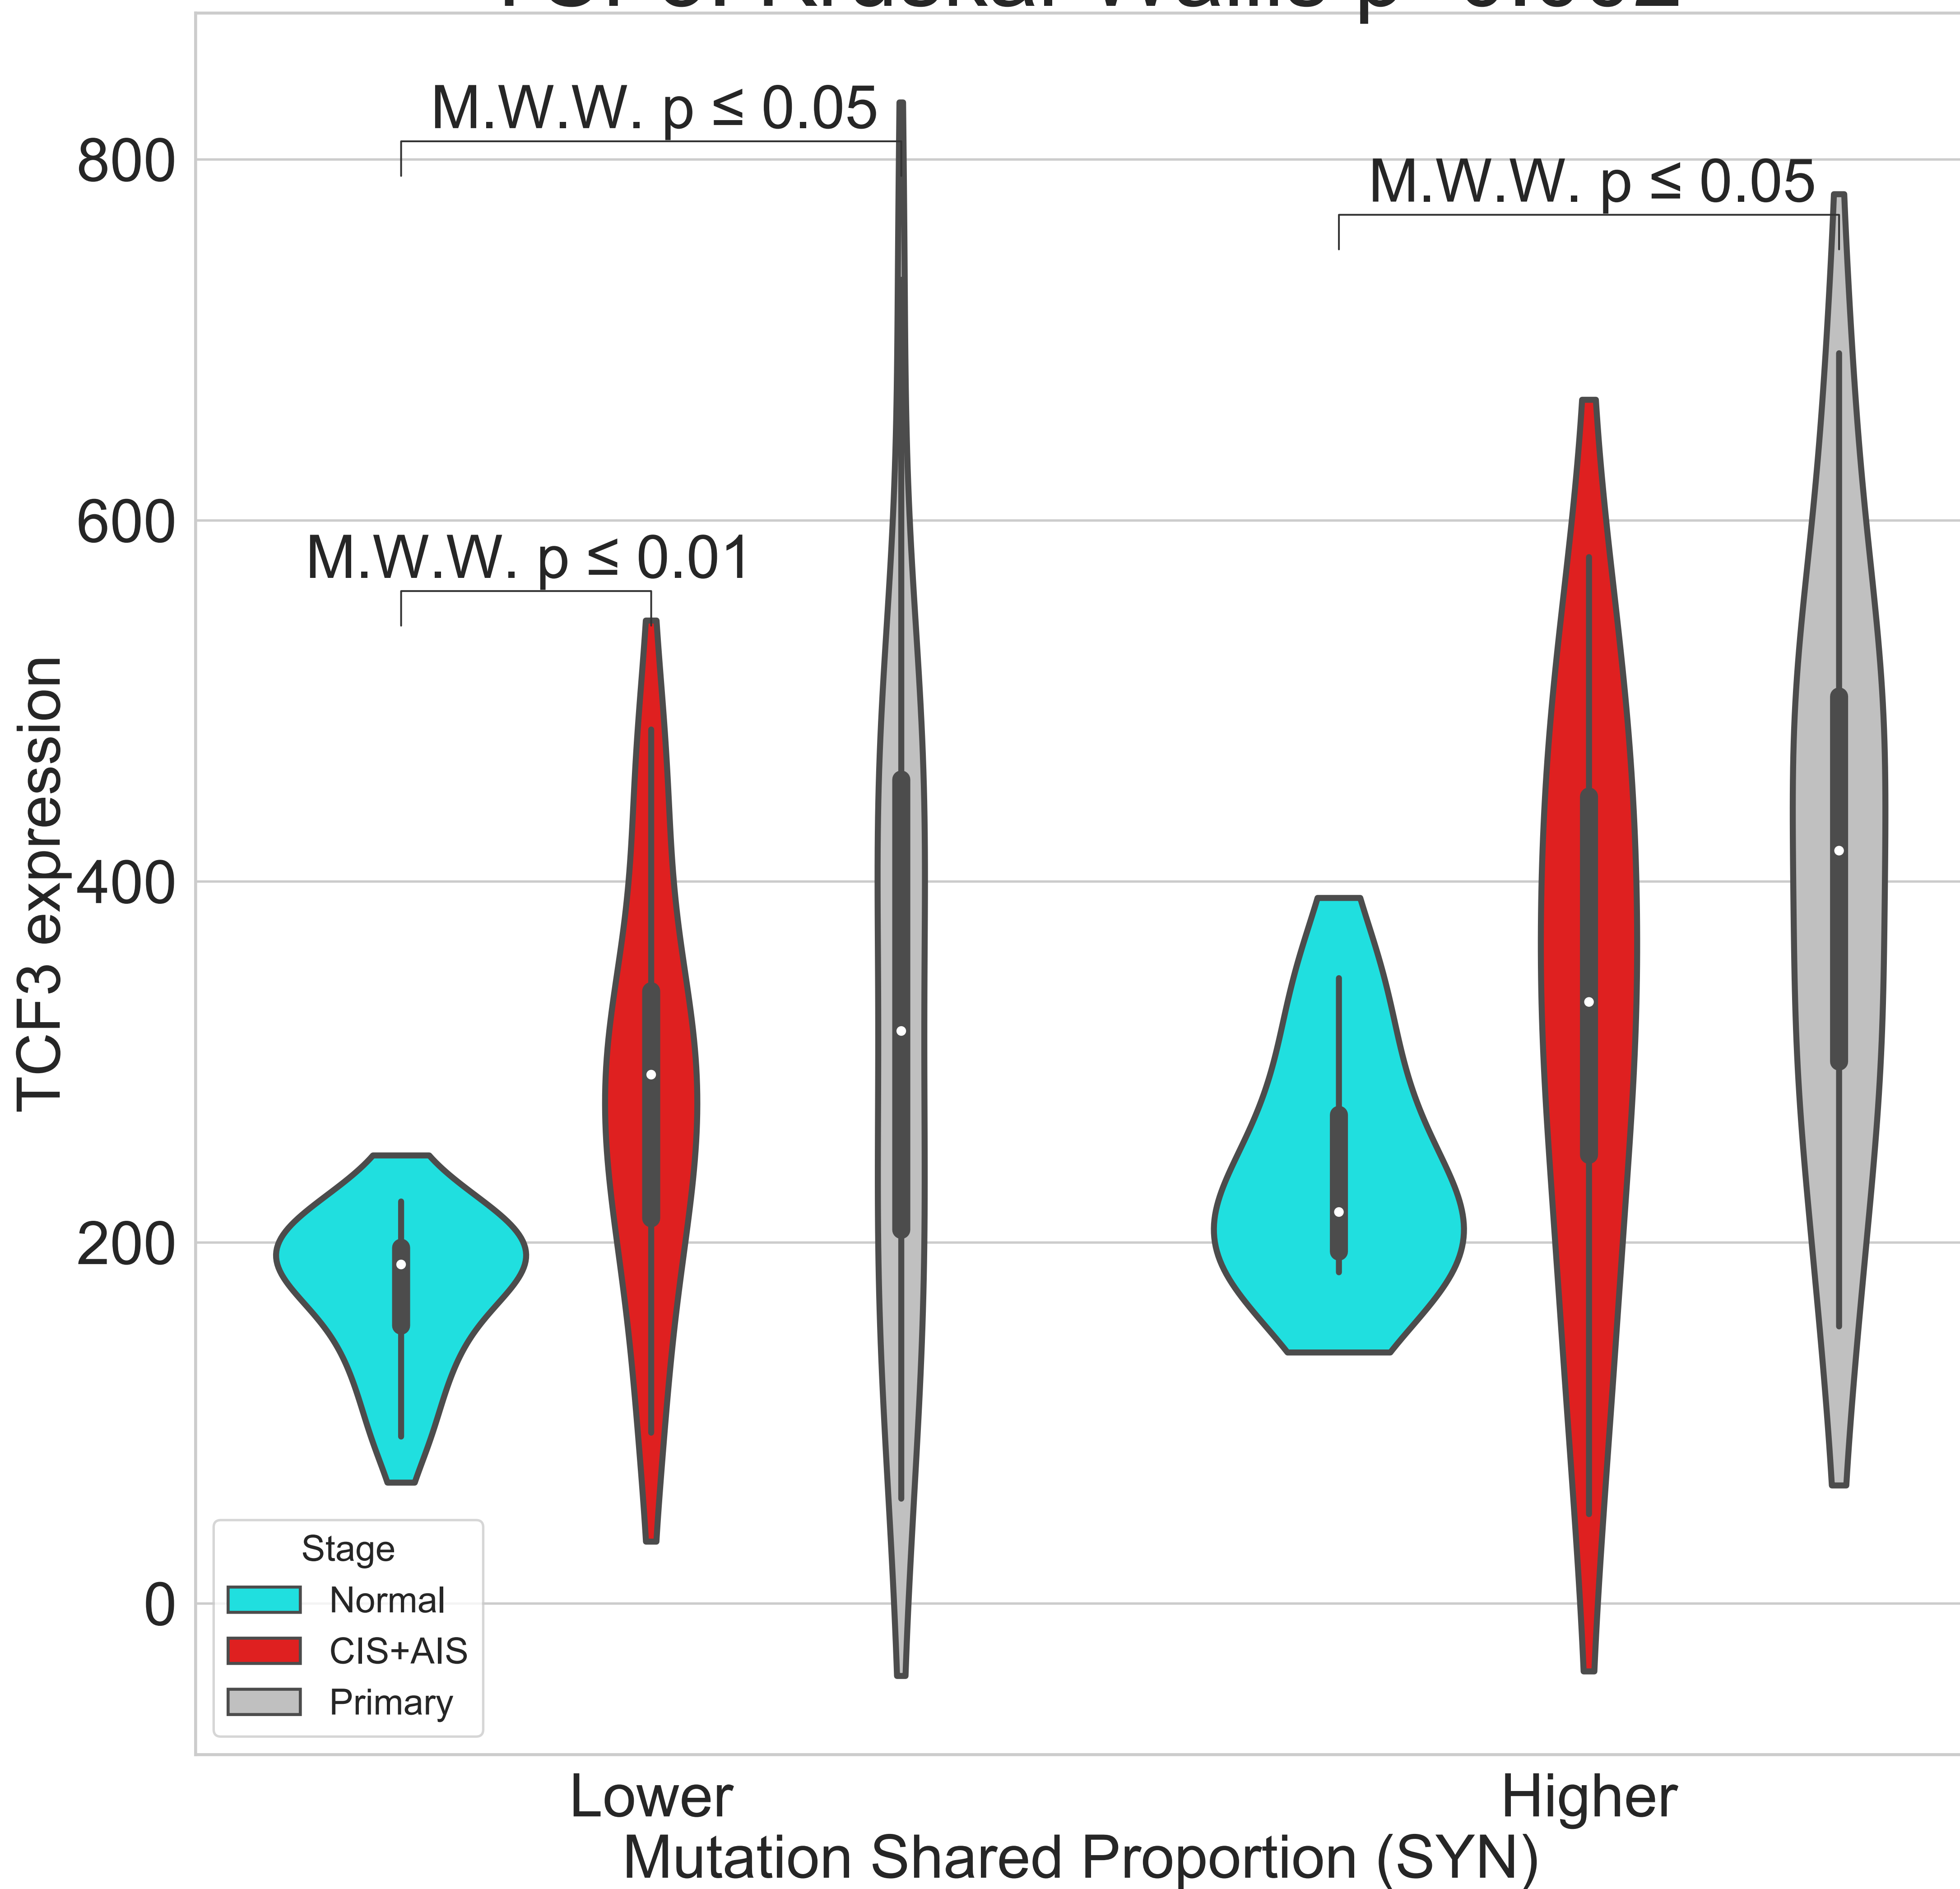 M.W.W. p ≤ 0.05
800
M.W.W. p ≤ 0.05
600
M.W.W. p ≤ 0.01
TCF3 expression
400
200
0
Stage
Normal
CIS+AIS
Primary
Lower
Higher
Mutation Shared Proportion (SYN)